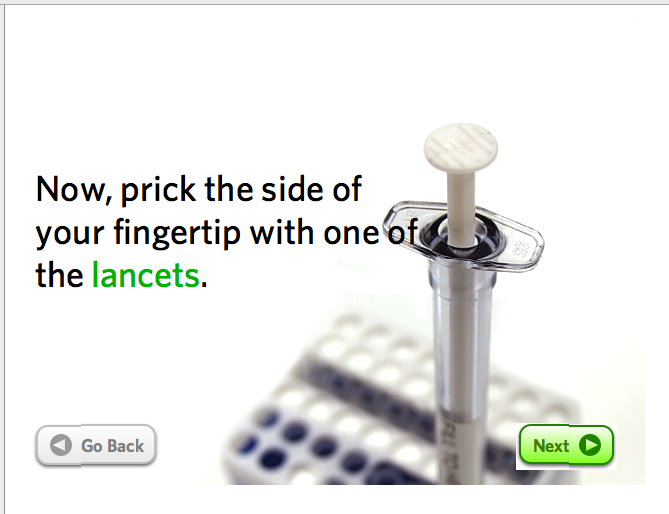 Now, prick the side of
your fingertip with one of
the lancets.
Go Back
Next